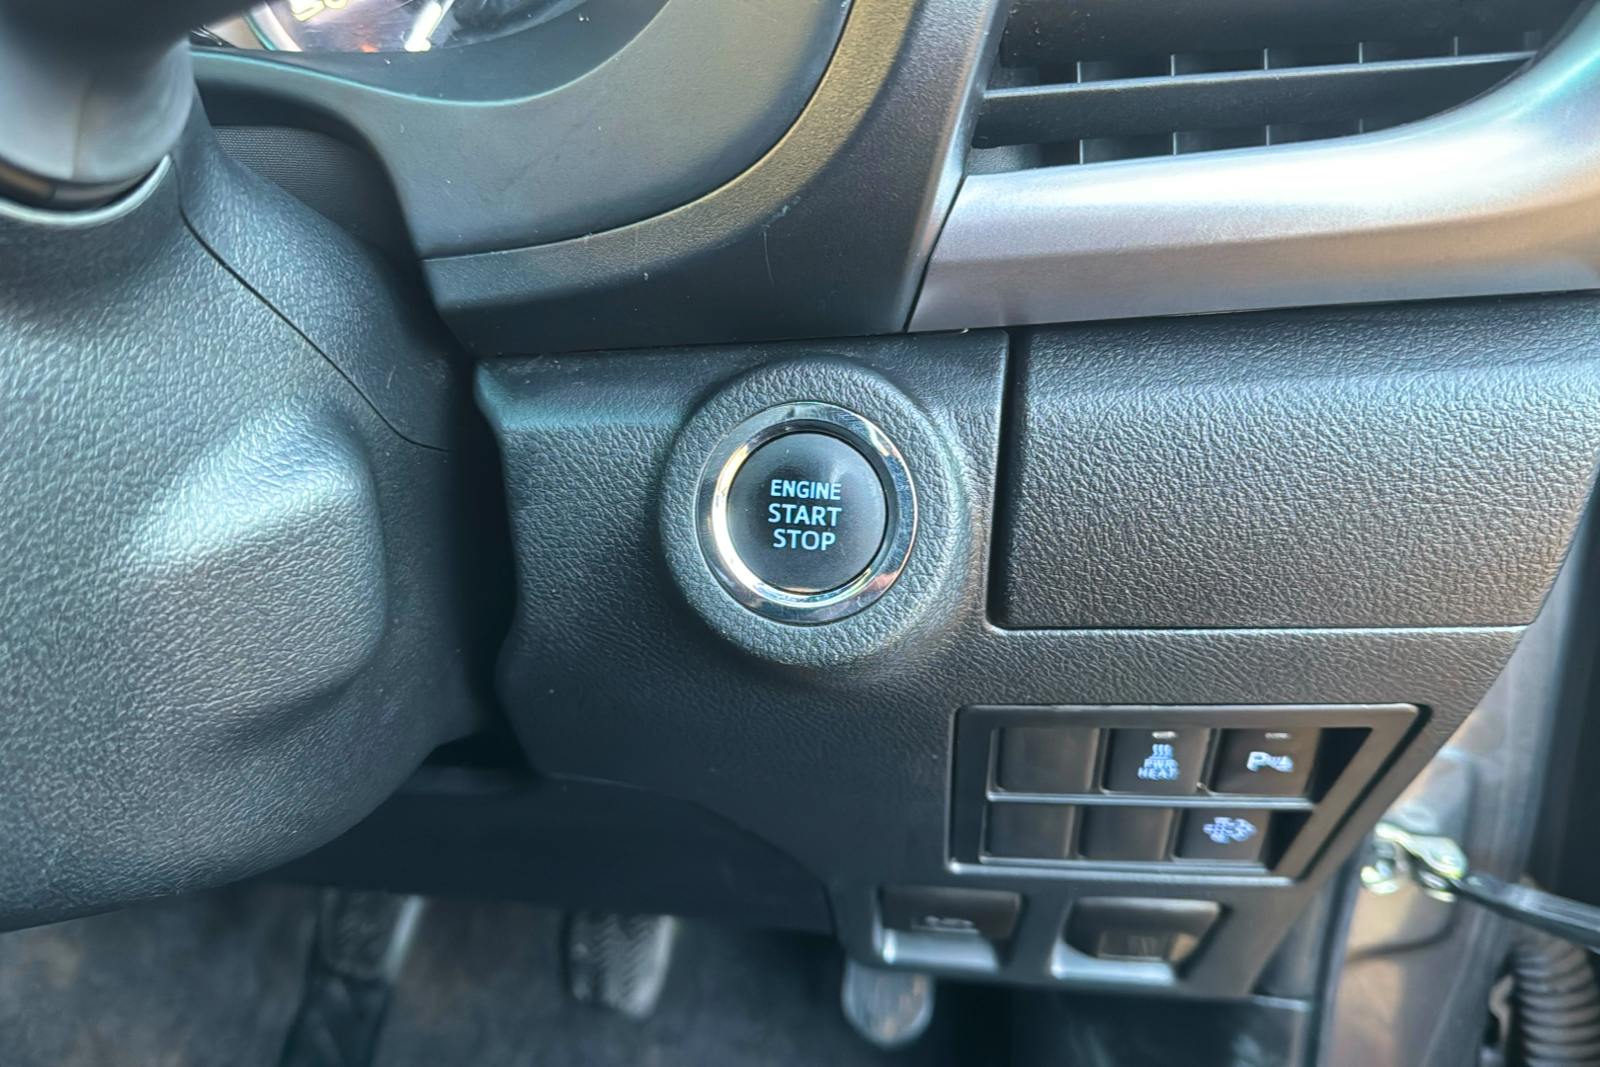 ENGINE
START
STOP
PWR
HEAT
P